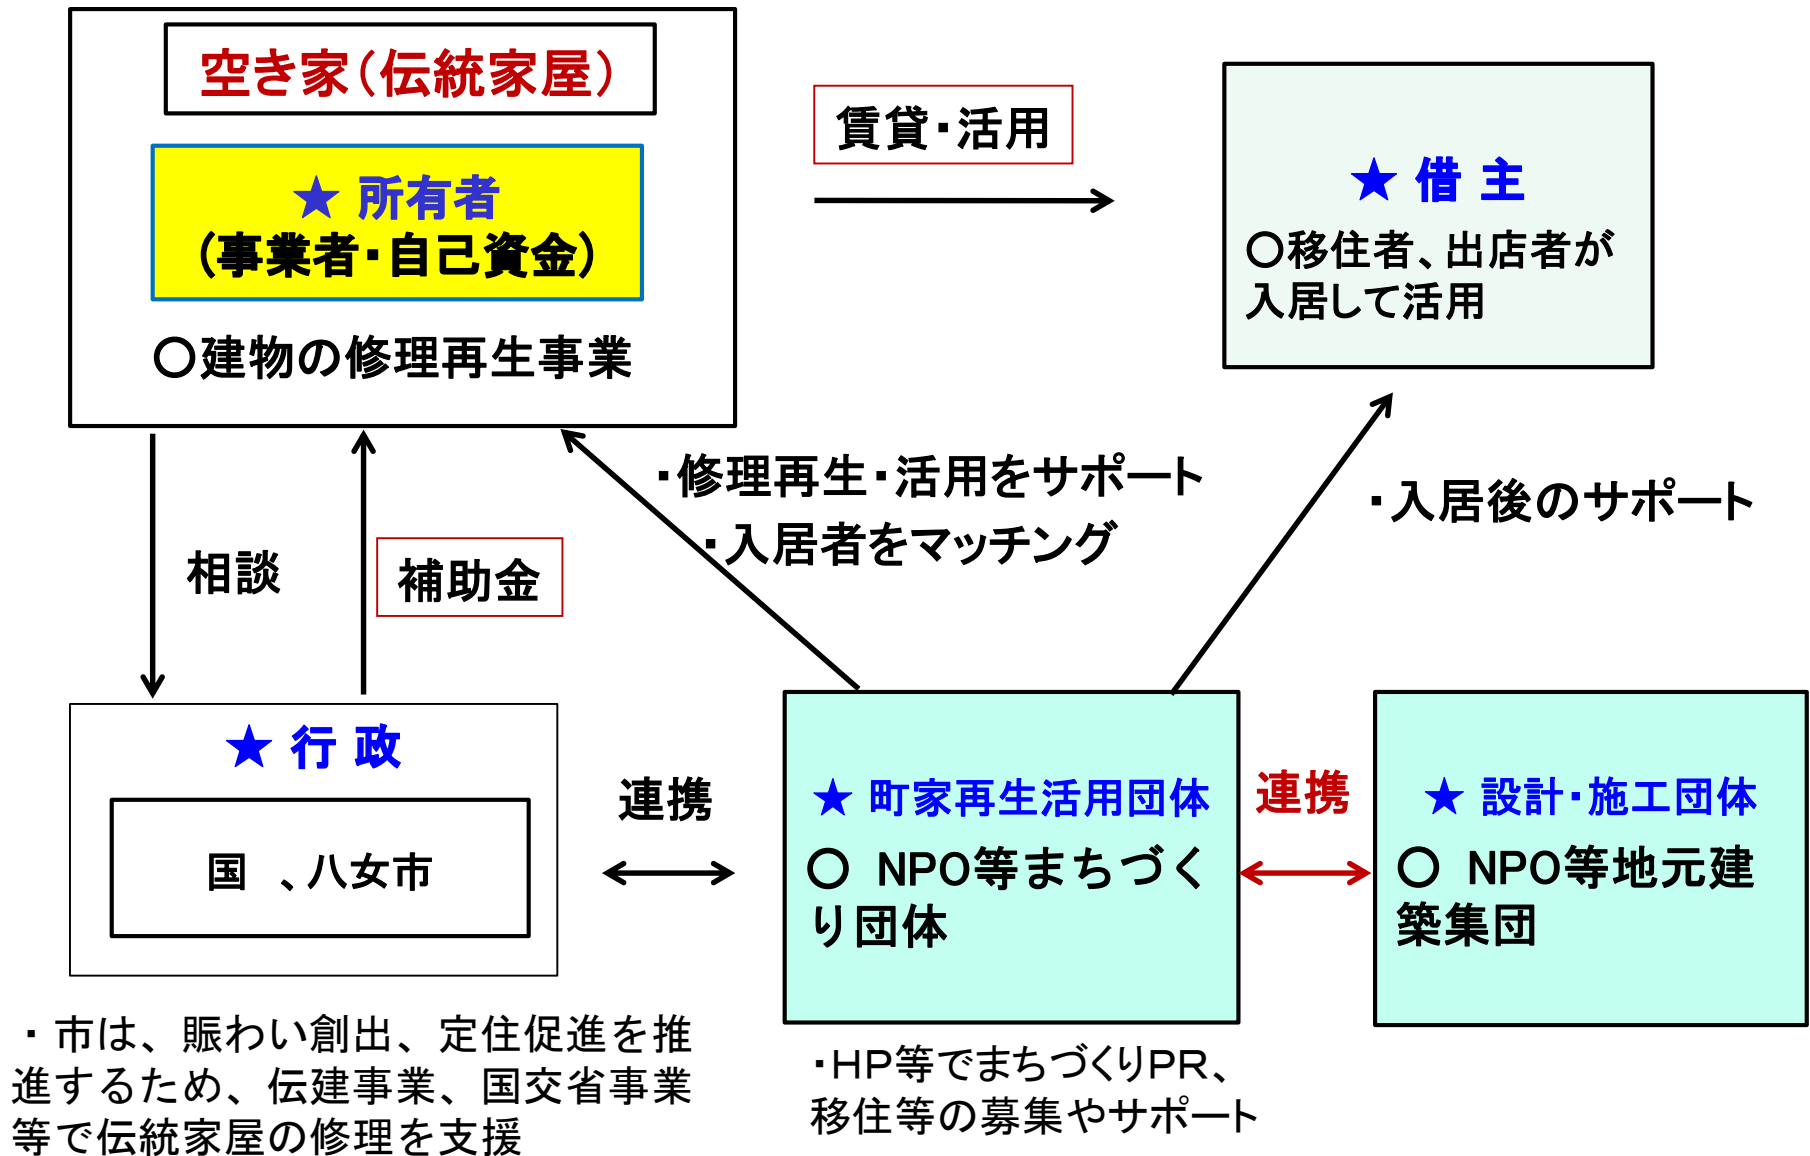 空き家（伝統家屋）
★ 所有者
（事業者・自己資金）
○建物の修理再生事業
賃貸・活用
★ 借 主
○移住者、出店者が
入居して活用
・修理再生・活用をサポート
・入居者をマッチング
・入居後のサポート
相談
補助金
★ 行 政
国　、八女市
連携
★ 町家再生活用団体
○　NPO等まちづく
り団体
連携
★ 設計・施工団体
○　NPO等地元建
築集団
・市は、賑わい創出、定住促進を推
進するため、伝建事業、国交省事業
等で伝統家屋の修理を支援
・HP等でまちづくりPR、
移住等の募集やサポート